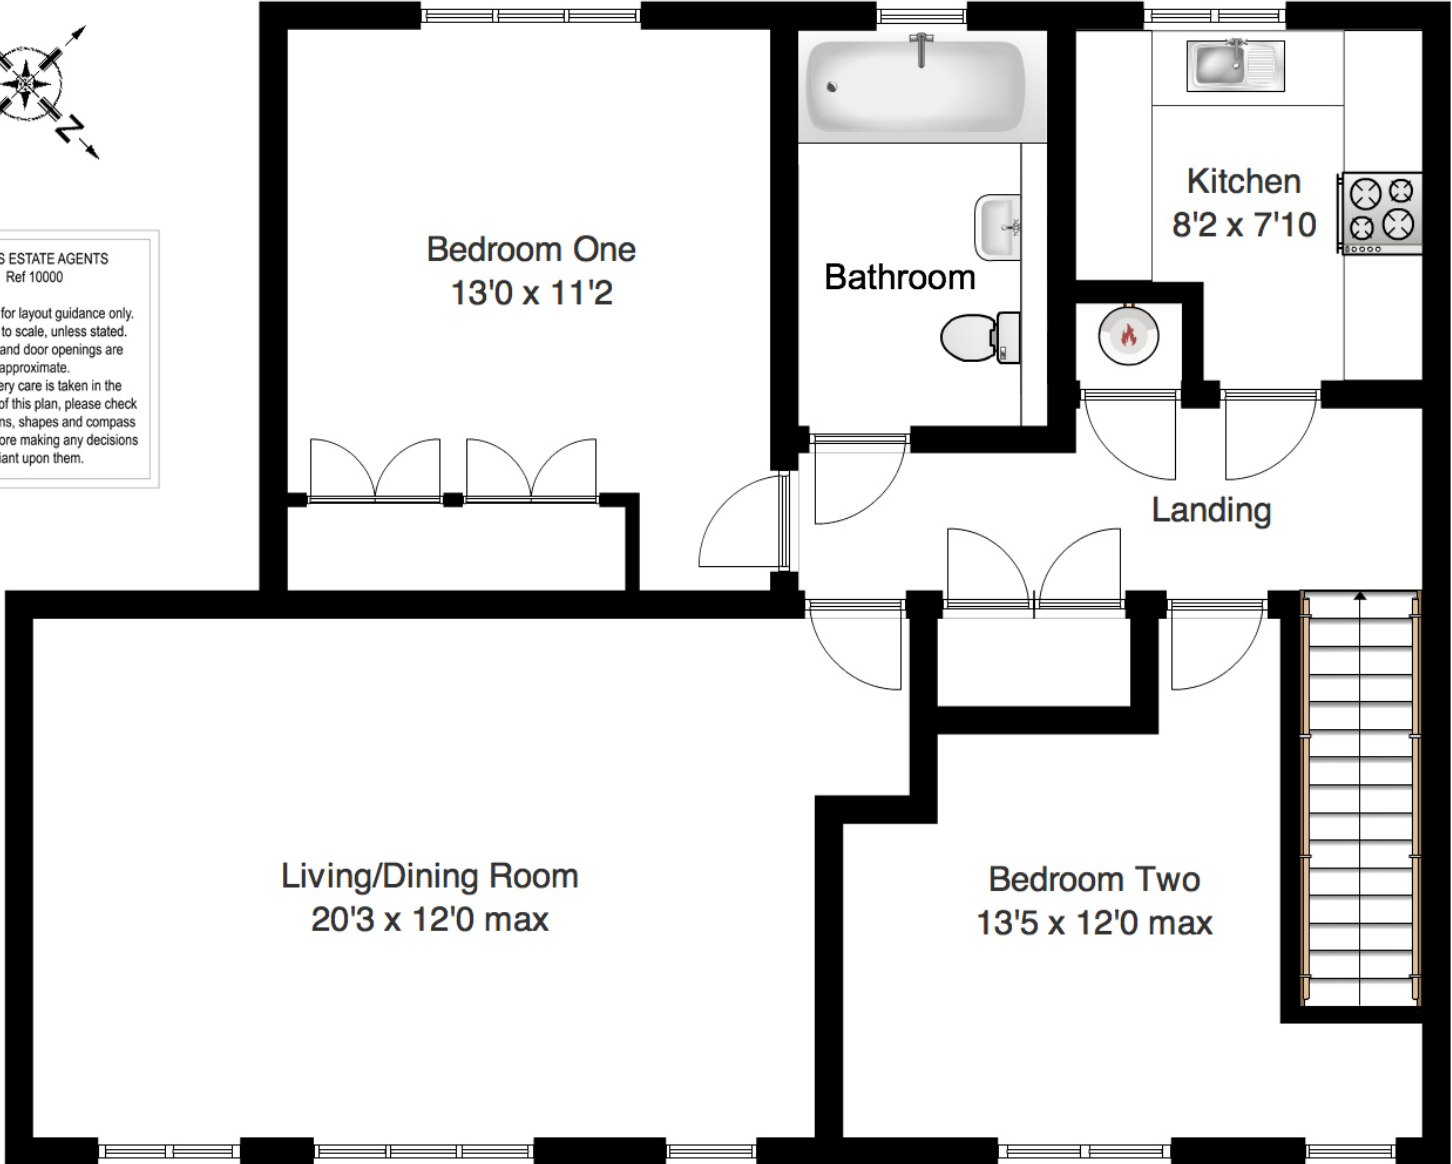 N
S ESTATE AGENTS
Ref 10000
for layout guidance only.
to scale, unless stated.
and door openings are
approximate.
ery care is taken in the
of this plan, please check
ns, shapes and compass
ore making any decisions
iant upon them.
Bedroom One
13'0 x 11'2
Bathroom
Kitchen
8'2 x 7'10
Landing
Living/Dining Room
20'3 x 12'0 max
Bedroom Two
13'5 x 12'0 max